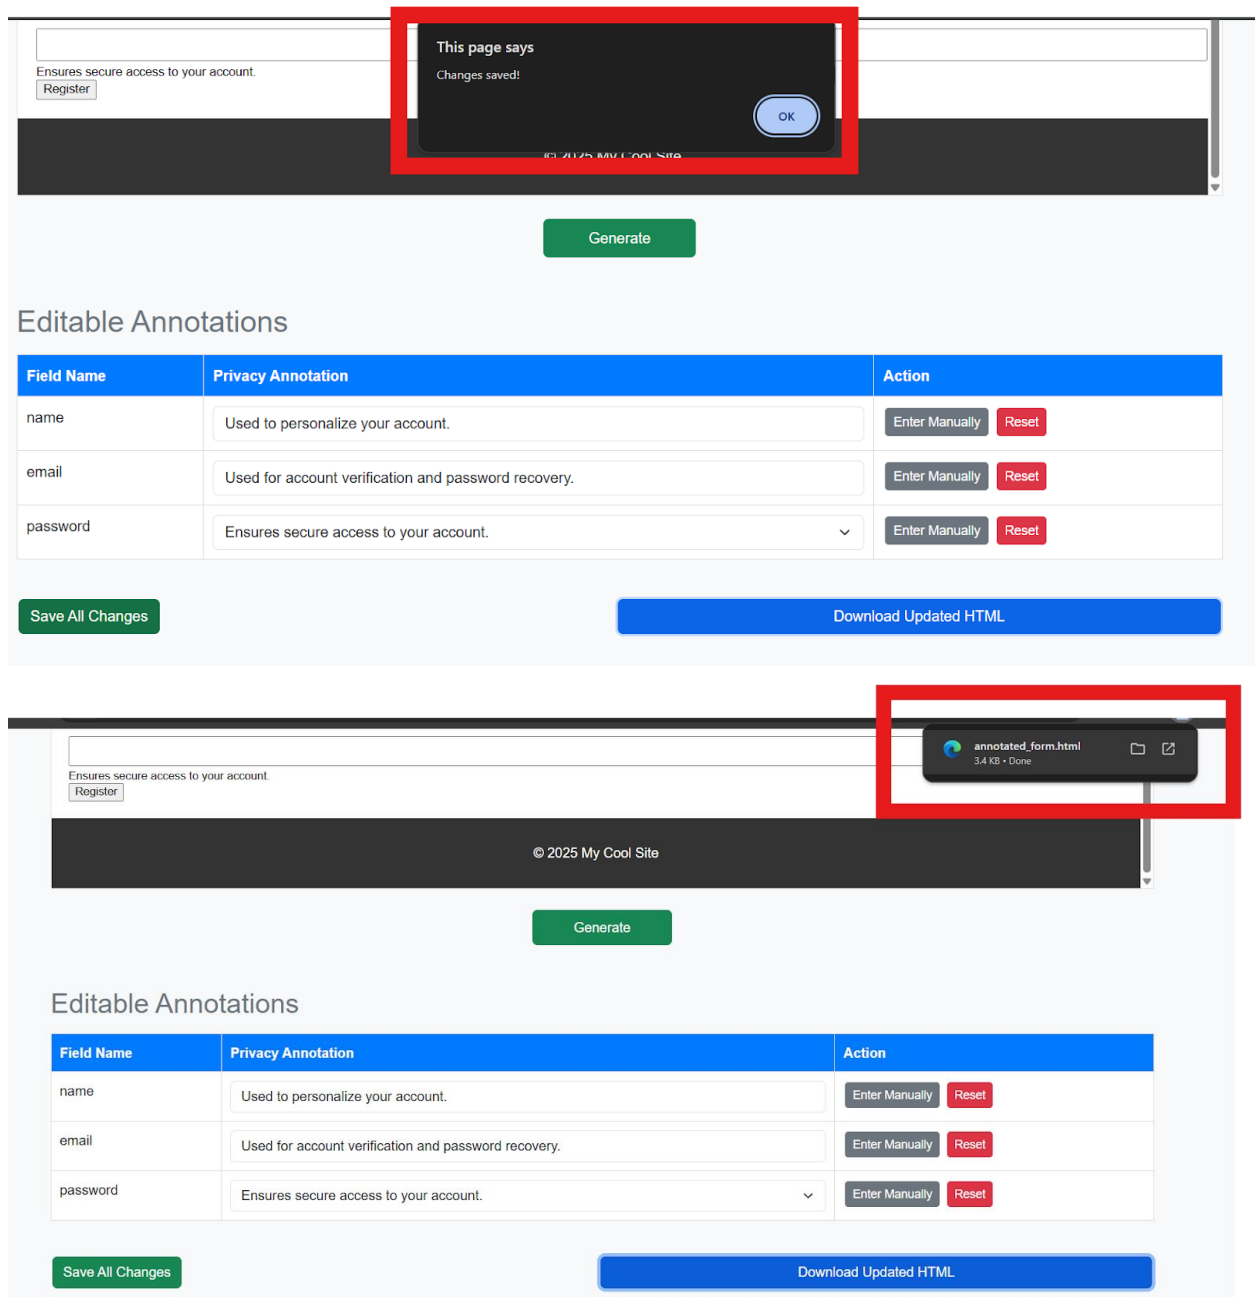 This page says
Changes saved!
OK
Ensures secure access to your account.
Register
© 2025 My Cool Site
Generate
Editable Annotations
Field Name Privacy Annotation Action
name Used to personalize your account. Enter Manually Reset
email Used for account verification and password recovery. Enter Manually Reset
password Ensures secure access to your account. Enter Manually Reset
Save All Changes Download Updated HTML
annotated_form.html
3.4 KB • Done
Ensures secure access to your account.
Register
© 2025 My Cool Site
Generate
Editable Annotations
Field Name Privacy Annotation Action
name Used to personalize your account. Enter Manually Reset
email Used for account verification and password recovery. Enter Manually Reset
password Ensures secure access to your account. Enter Manually Reset
Save All Changes Download Updated HTML